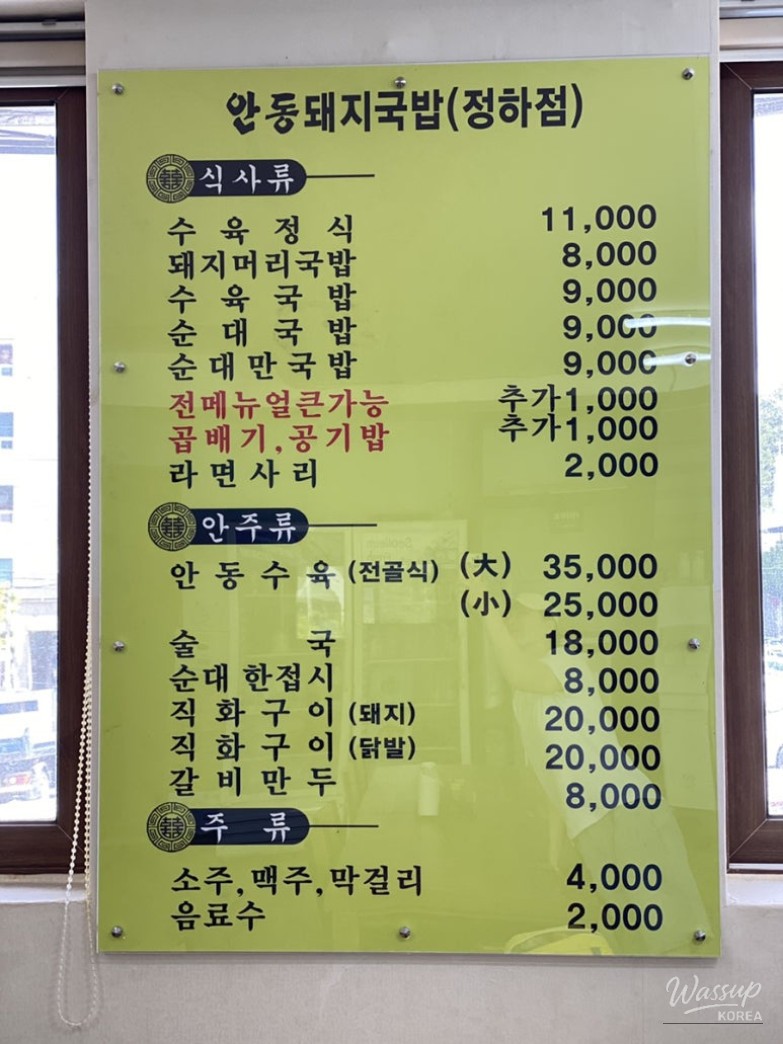 안동돼지국밥(정하점)
식사류
수육정식 11,000
돼지머리국밥 8,000
수육국밥 9,000
순대국밥 9,000
순대만국밥 9,000
전메뉴얼큰가능 추가1,000
곱배기,공기밥 추가1,000
라면사리 2,000
안주류
안동수육(전골식) (大) 35,000
(小) 25,000
술국 18,000
순대 한접시 8,000
직화구이(돼지) 20,000
직화구이(닭발) 20,000
갈비만두 8,000
주류
소주,맥주,막걸리 4,000
음료수 2,000
Wassup
KOREA